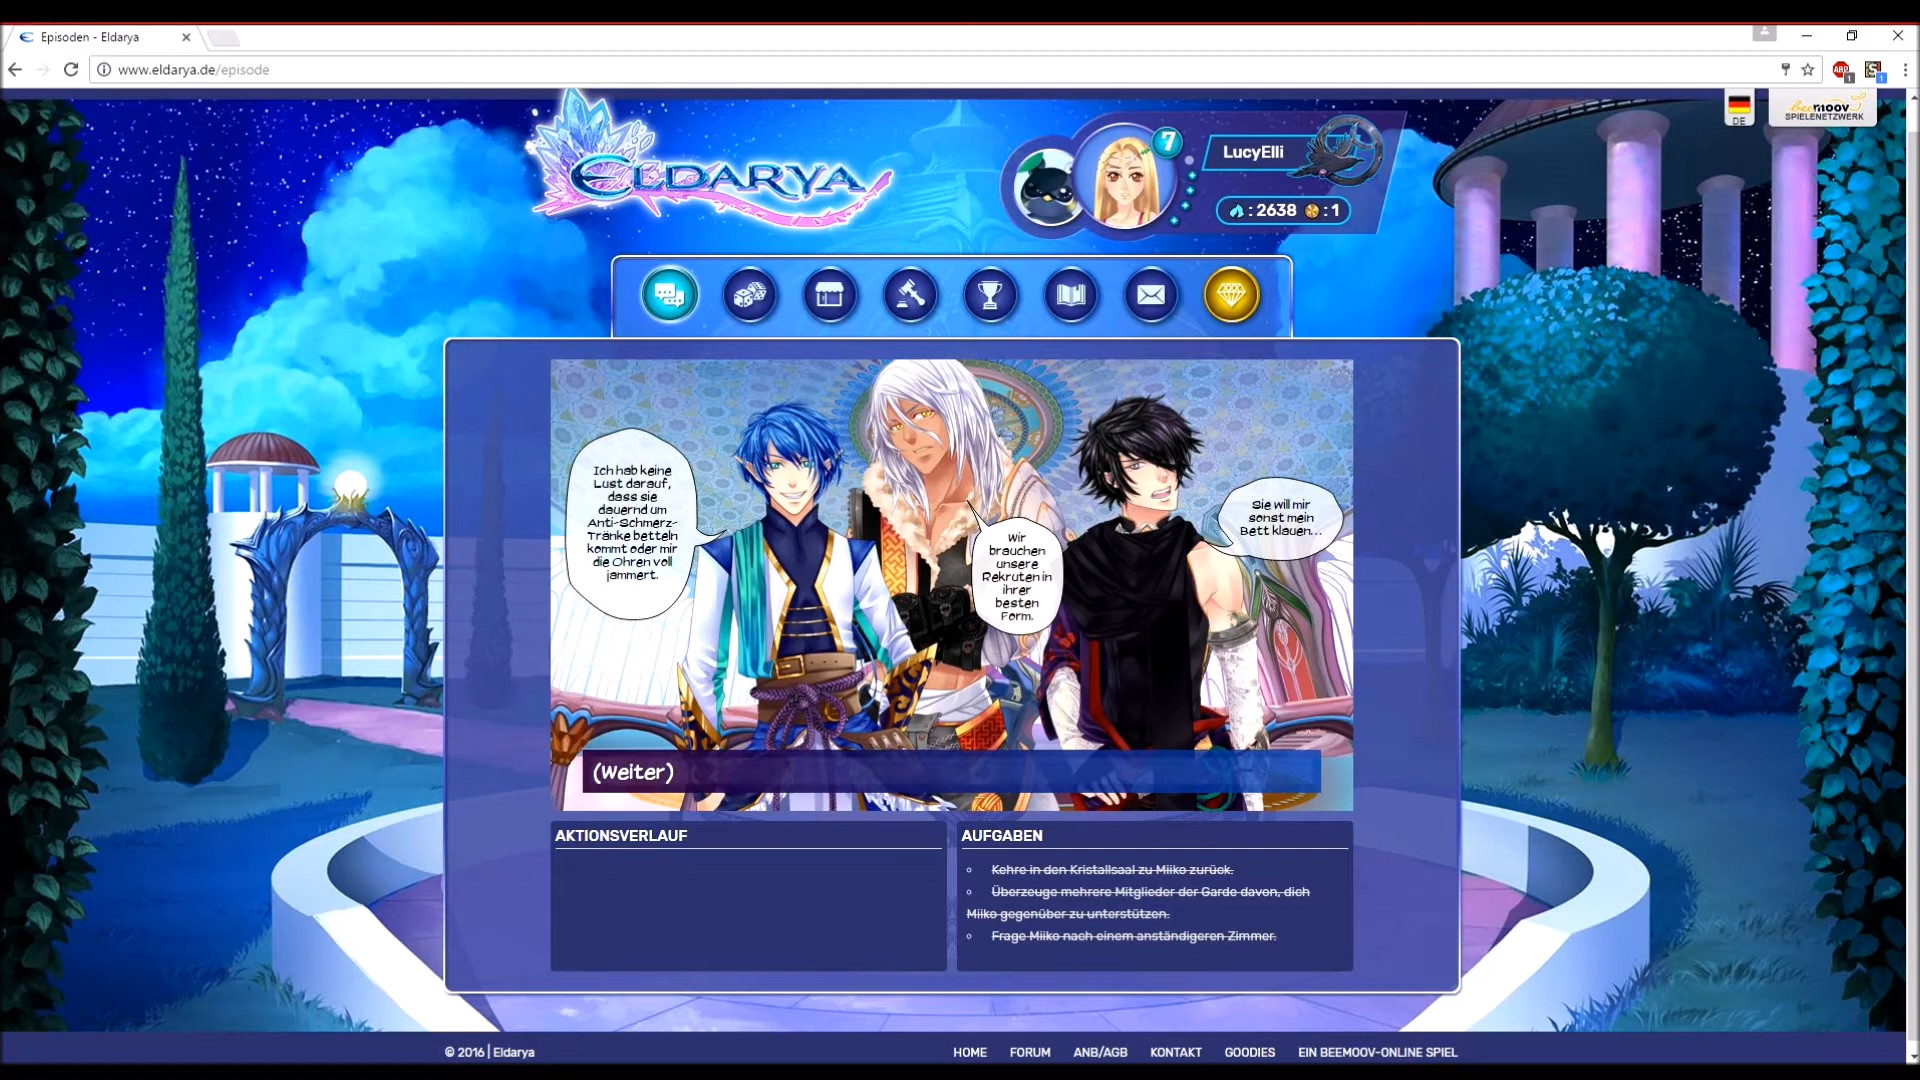 Episoden - Eldarya
www.eldarya.de/episode
ABP
1
S
1
DE
beemoov
SPIELENETZWERK
ELDARYA
7
LucyElli
: 2638 : 1
Ich hab keine
Lust darauf,
dass sie
dauernd um
Anti-Schmerz-
Tränke betteln
kommt oder mir
die Ohren voll
jammert.
Wir
brauchen
unsere
Rekruten in
ihrer
besten
Form.
Sie will mir
sonst mein
Bett klauen...
(Weiter)
AKTIONSVERLAUF
AUFGABEN
Kehre in den Kristallsaal zu Miiko zurück.
Überzeuge mehrere Mitglieder der Garde davon, dich
Miiko gegenüber zu unterstützen.
Frage Miiko nach einem anständigeren Zimmer.
© 2016 | Eldarya
HOME FORUM ANB/AGB KONTAKT GOODIES EIN BEEMOOV-ONLINE SPIEL